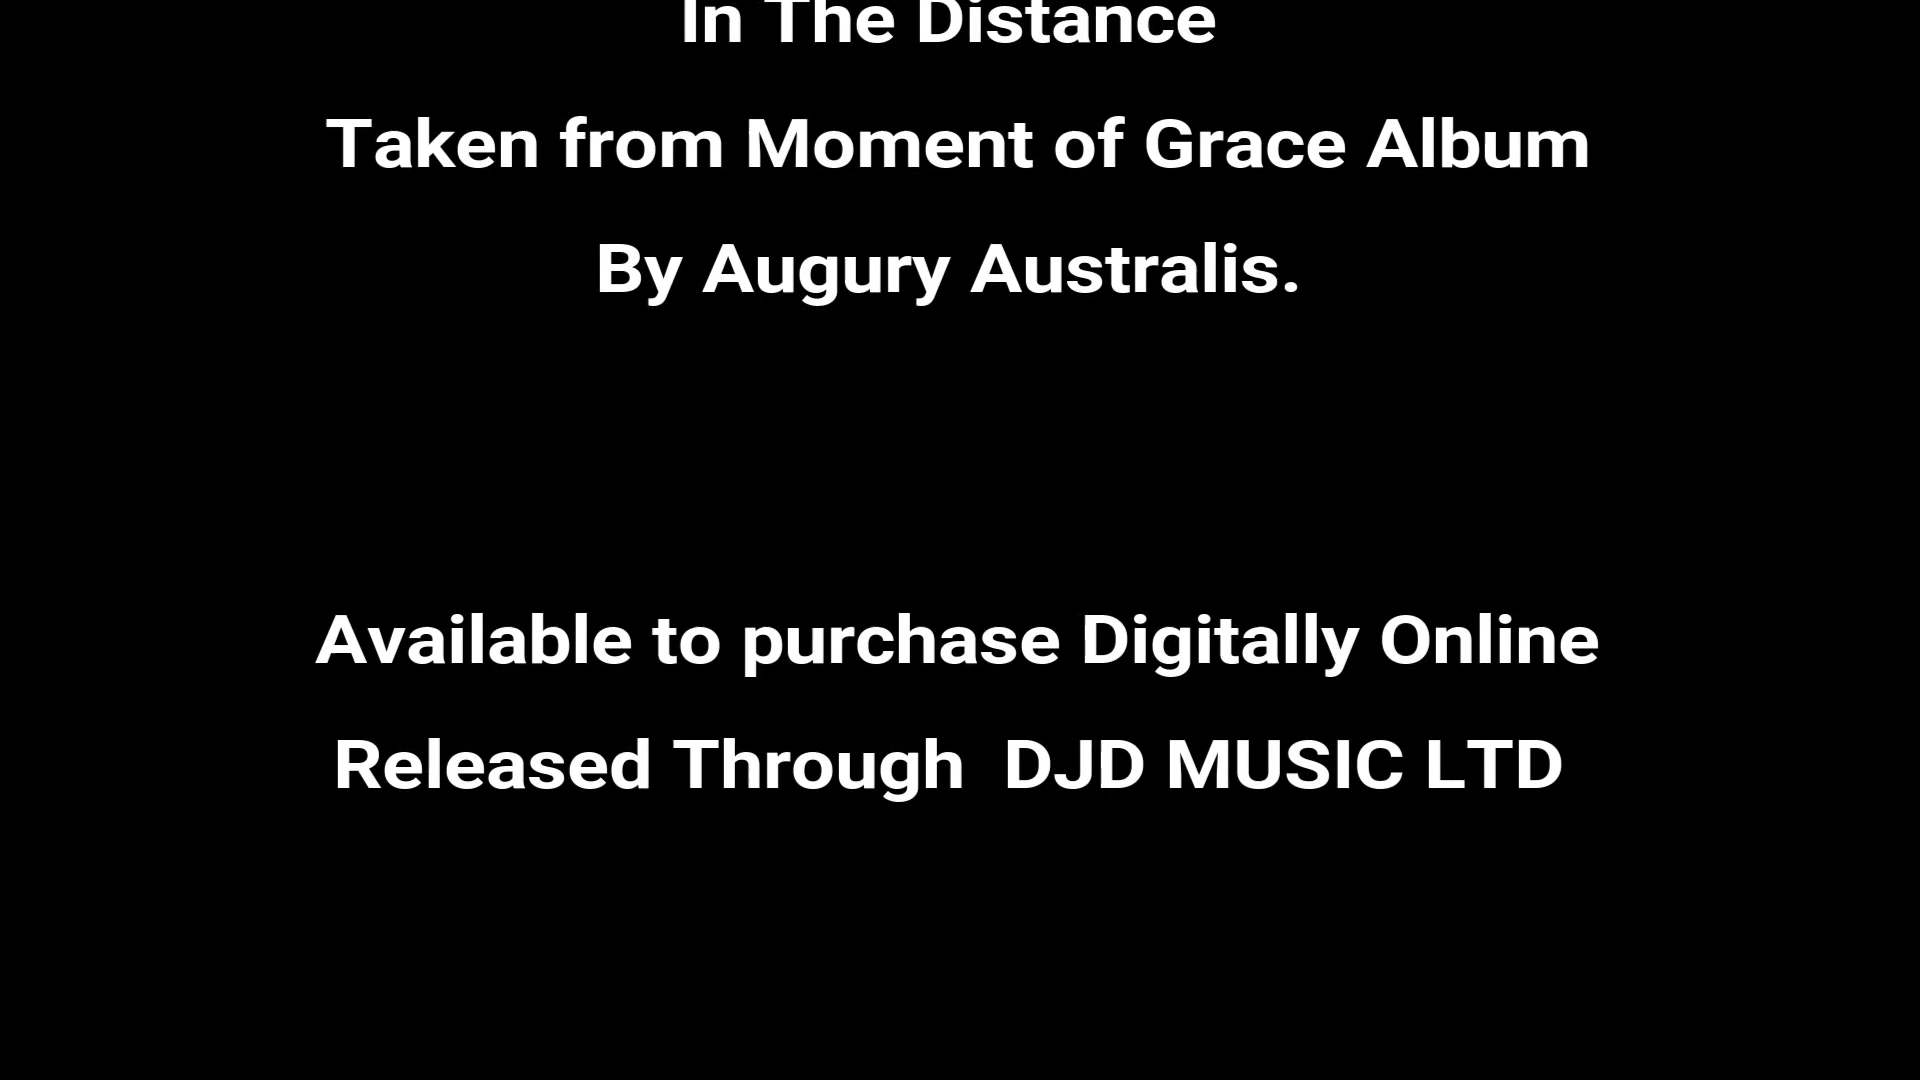 In The Distance
Taken from Moment of Grace Album
By Augury Australis.
Available to purchase Digitally Online
Released Through  DJD MUSIC LTD